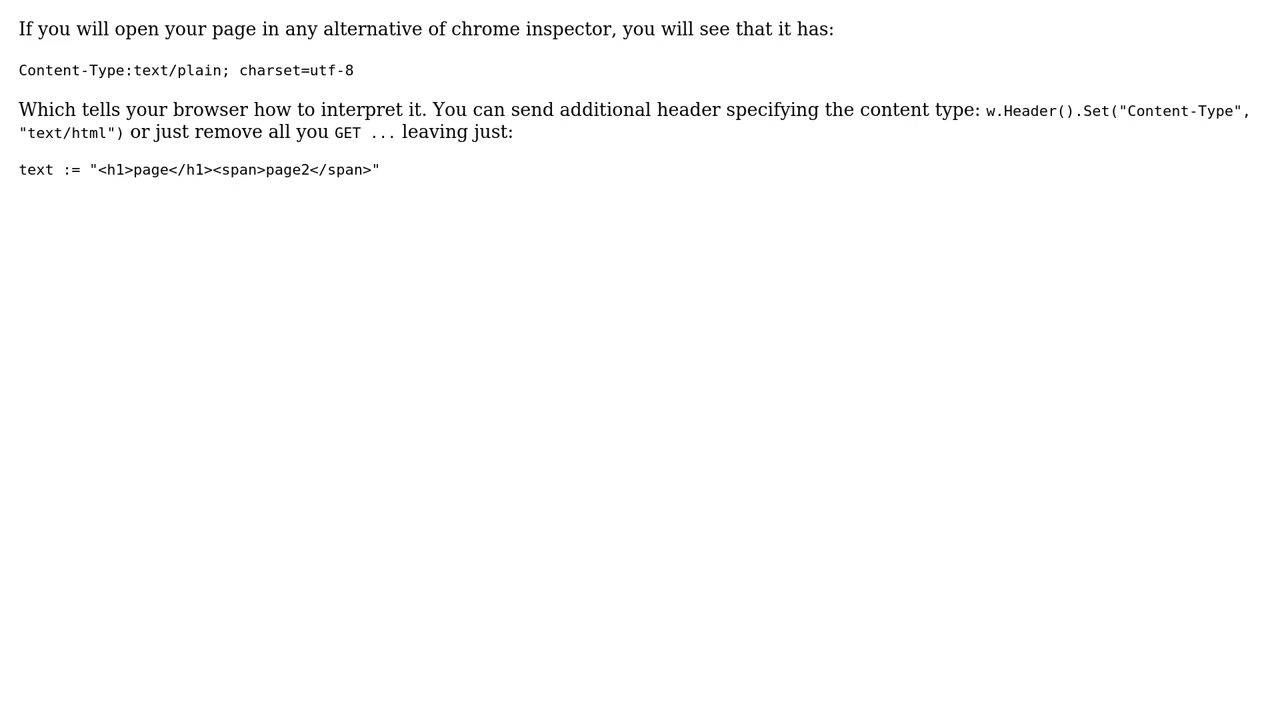 If you will open your page in any alternative of chrome inspector, you will see that it has:
Content-Type:text/plain; charset=utf-8
Which tells your browser how to interpret it. You can send additional header specifying the content type: w.Header().Set("Content-Type",
"text/html") or just remove all you GET ... leaving just:
text := "<h1>page</h1><span>page2</span>"